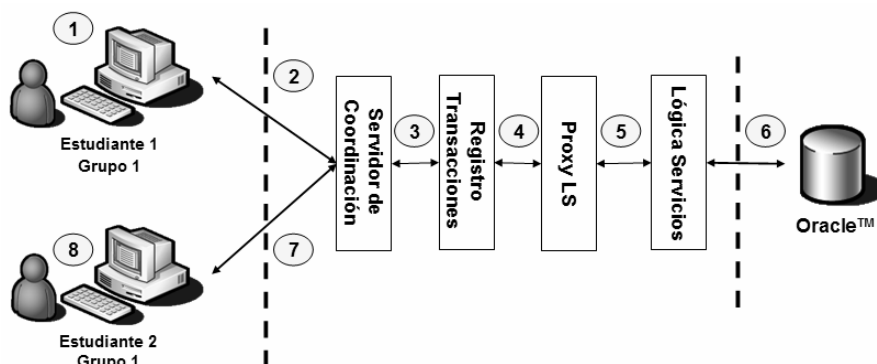 1
Estudiante 1
Grupo 1
2
Servidor de
Coordinación
3
Registro
Transacciones
4
Proxy LS
5
Lógica Servicios
6
Oracle™
7
8
Estudiante 2
Grupo 1